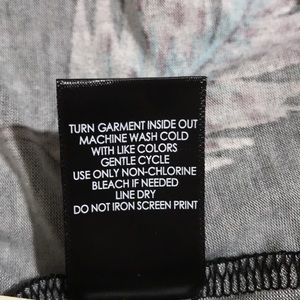 TURN GARMENT INSIDE OUT
MACHINE WASH COLD
WITH LIKE COLORS
GENTLE CYCLE
USE ONLY NON-CHLORINE
BLEACH IF NEEDED
LINE DRY
DO NOT IRON SCREEN PRINT